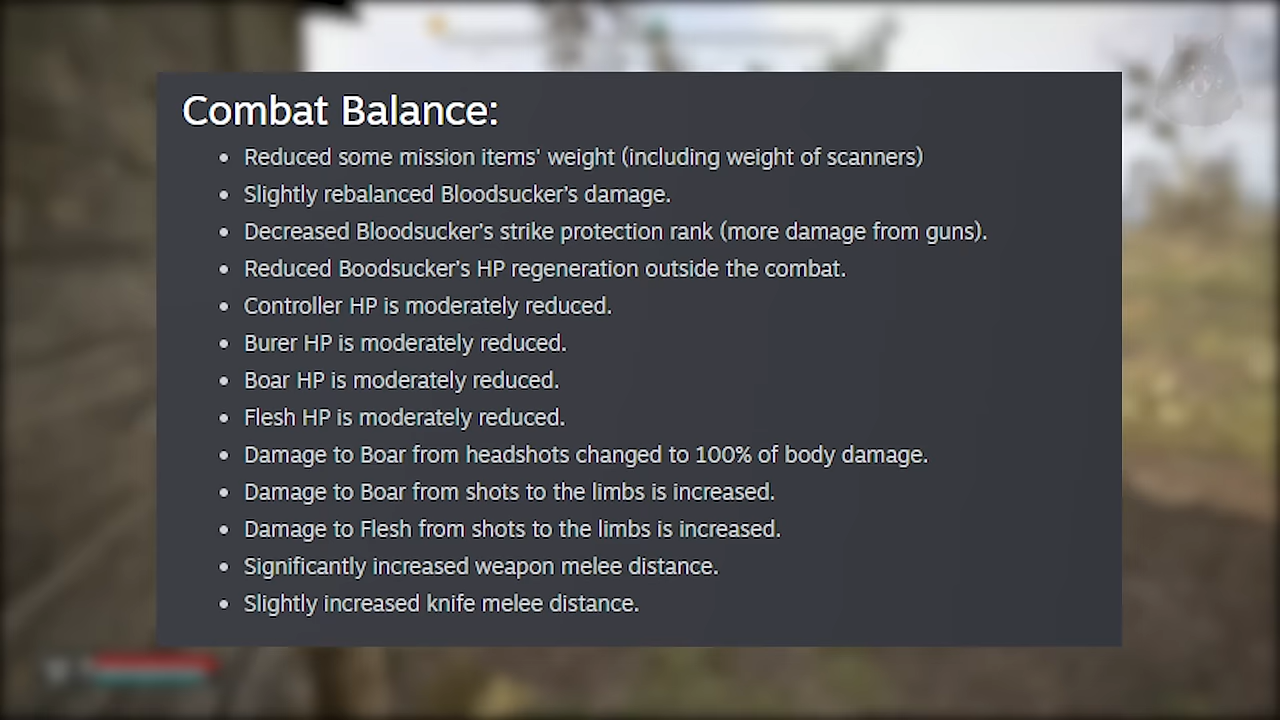 Combat Balance:
Reduced some mission items' weight (including weight of scanners)
Slightly rebalanced Bloodsucker's damage.
Decreased Bloodsucker's strike protection rank (more damage from guns).
Reduced Boodsucker's HP regeneration outside the combat.
Controller HP is moderately reduced.
Burer HP is moderately reduced.
Boar HP is moderately reduced.
Flesh HP is moderately reduced.
Damage to Boar from headshots changed to 100% of body damage.
Damage to Boar from shots to the limbs is increased.
Damage to Flesh from shots to the limbs is increased.
Significantly increased weapon melee distance.
Slightly increased knife melee distance.